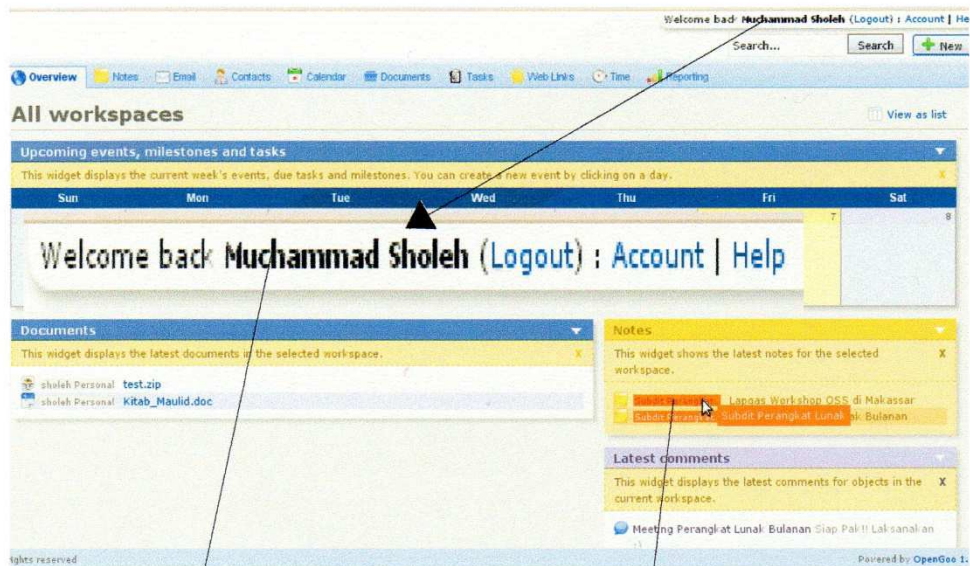 Welcome back Muchammad Sholeh (Logout) : Account | He
Search... Search New
Overview Notes Email Contacts Calendar Documents Tasks Web Links Time Reporting
All workspaces View as list
Upcoming events, milestones and tasks
This widget displays the current week's events, due tasks and milestones. You can create a new event by clicking on a day. x
Sun Mon Tue Wed Thu Fri Sat
7 8
Welcome back Muchammad Sholeh (Logout) : Account | Help
Documents
This widget displays the latest documents in the selected workspace. x
sholeh Personal test.zip
sholeh Personal Kitab_Maulid.doc
Notes
This widget shows the latest notes for the selected X
workspace.
Subdit Perangkat Lapgas Workshop OSS di Makassar
Subdit Perangkat Subdit Perangkat Lunak Bulanan
Latest comments
This widget displays the latest comments for objects in the X
current workspace.
Meeting Perangkat Lunak Bulanan Siap Pak!! Laksanakan
:)
ights reserved Powered by OpenGoo 1.